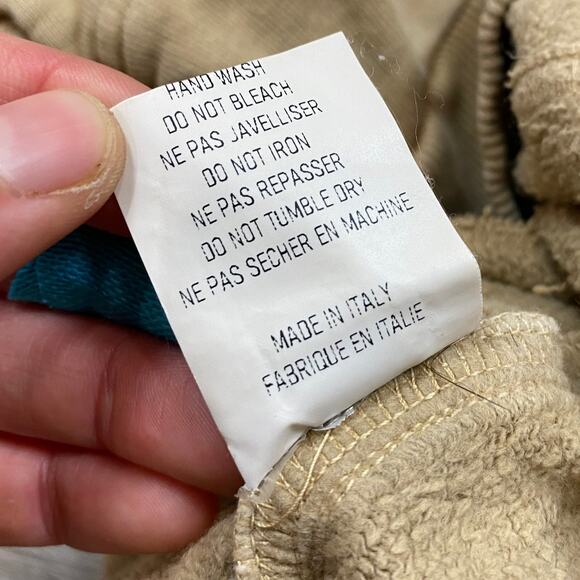 HAND WASH
DO NOT BLEACH
NE PAS JAVELLISER
DO NOT IRON
NE PAS REPASSER
DO NOT TUMBLE DRY
NE PAS SECHER EN MACHINE
MADE IN ITALY
FABRIQUE EN ITALIE